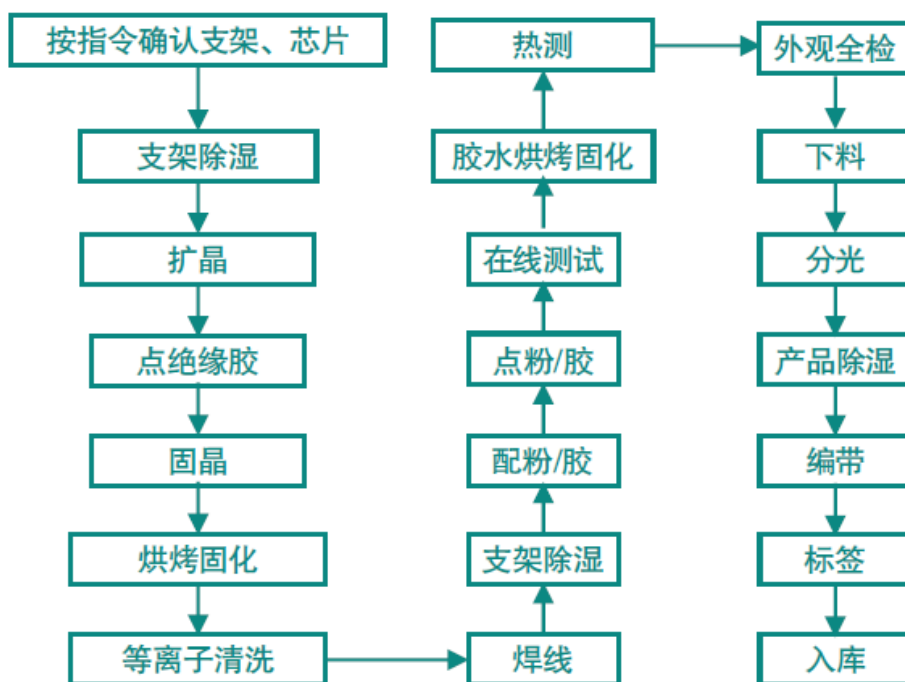 按指令确认支架、芯片
支架除湿
扩晶
点绝缘胶
固晶
烘烤固化
等离子清洗
焊线
支架除湿
配粉/胶
点粉/胶
在线测试
胶水烘烤固化
热测
外观全检
下料
分光
产品除湿
编带
标签
入库